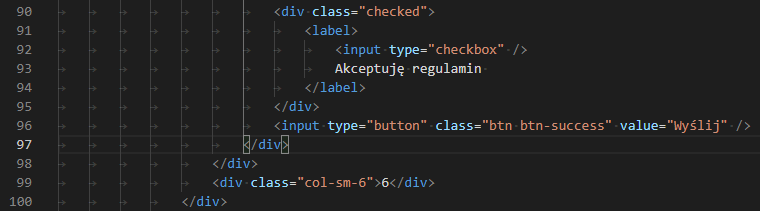 90 <div class="checked">
91 <label>
92 <input type="checkbox" />
93 Akceptuję regulamin
94 </label>
95 </div>
96 <input type="button" class="btn btn-success" value="Wyślij" />
97 </div>
98 </div>
99 <div class="col-sm-6">6</div>
100 </div>